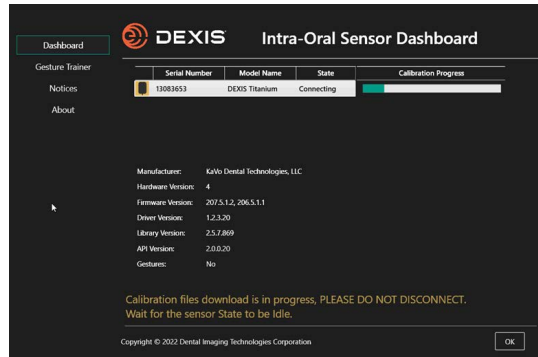 Dashboard
Gesture Trainer
Notices
About
DEXIS
Intra-Oral Sensor Dashboard
Serial Number Model Name State Calibration Progress
13083653 DEXIS Titanium Connecting
Manufacturer: KaVo Dental Technologies, LLC
Hardware Version: 4
Firmware Version: 207.5.1.2, 206.5.1.1
Driver Version: 1.2.3.20
Library Version: 2.5.7.869
API Version: 2.0.0.20
Gestures: No
Calibration files download is in progress, PLEASE DO NOT DISCONNECT.
Wait for the sensor State to be Idle.
Copyright © 2022 Dental Imaging Technologies Corporation
OK